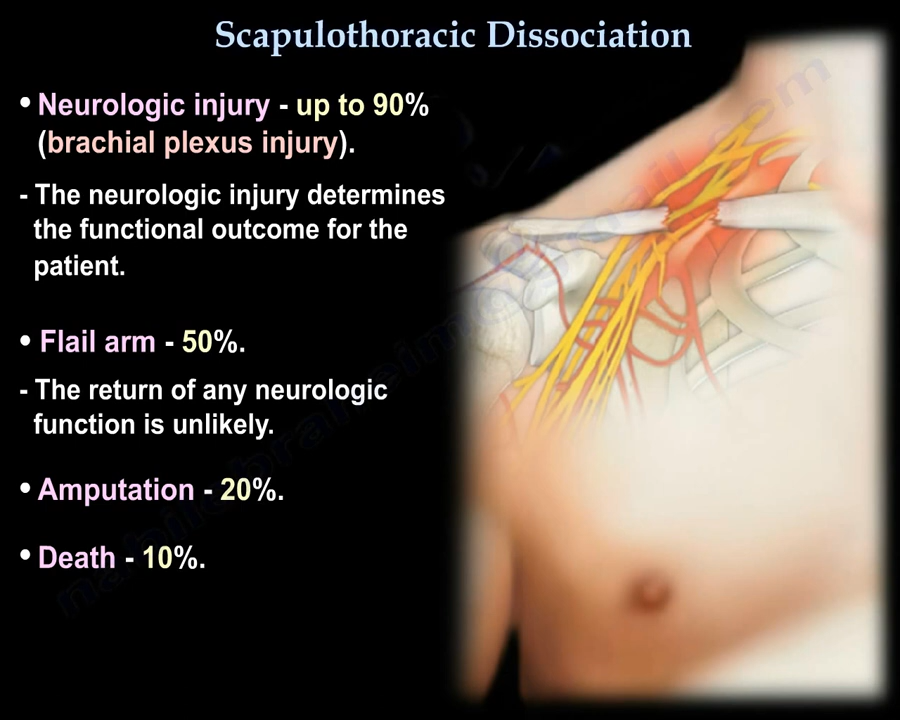 Scapulothoracic Dissociation
• Neurologic injury - up to 90%
(brachial plexus injury).
- The neurologic injury determines
the functional outcome for the
patient.
• Flail arm - 50%.
- The return of any neurologic
function is unlikely.
• Amputation - 20%.
• Death - 10%.